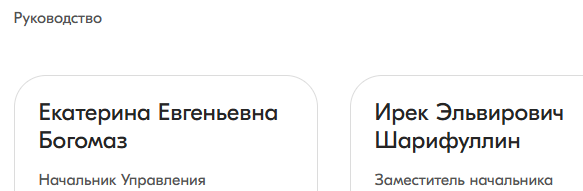 Руководство
Екатерина Евгеньевна
Богомаз
Начальник Управления
Ирек Эльвирович
Шарифуллин
Заместитель начальника